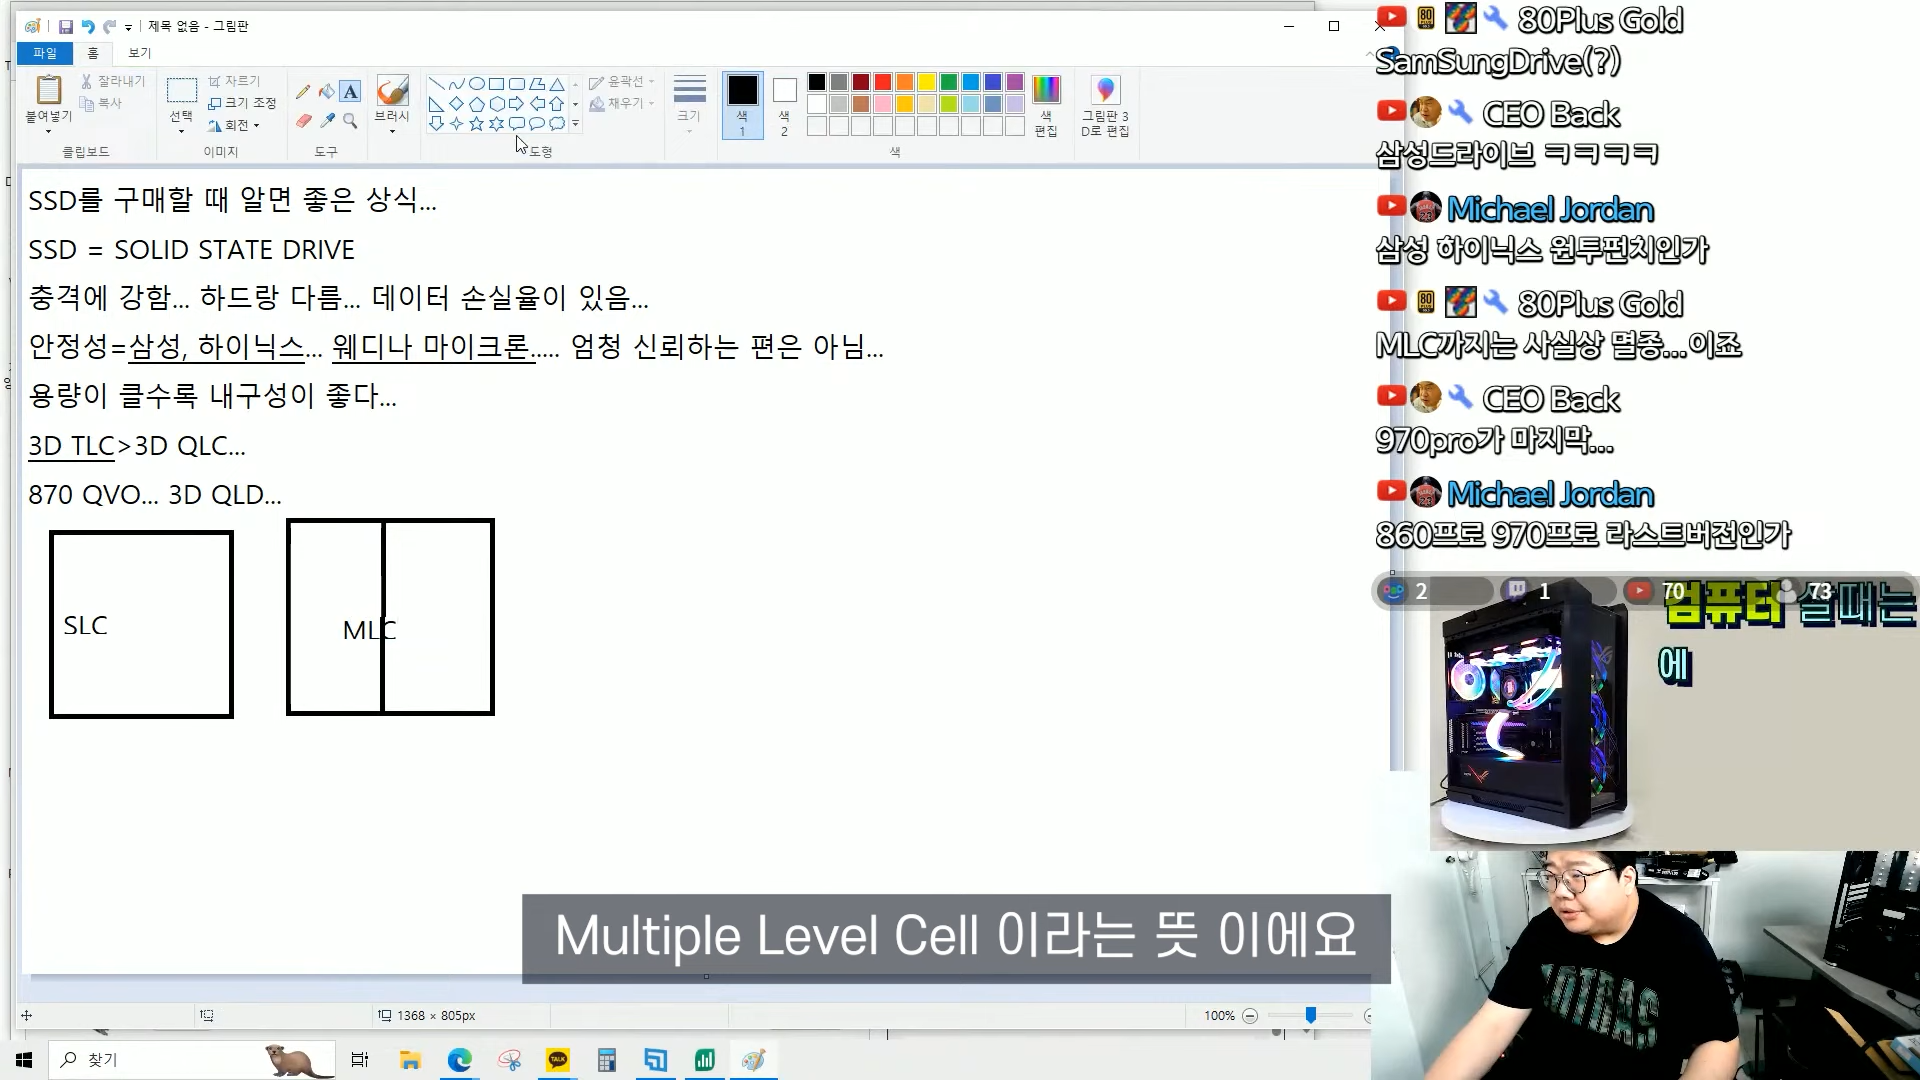 제목 없음 - 그림판
파일
홈
보기
붙여넣기
잘라내기
복사
클립보드
선택
자르기
크기 조정
회전
이미지
A
도구
브러시
윤곽선
채우기
도형
크기
색
1
색
2
색
편집
색
그림판 3
D로 편집
SSD를 구매할 때 알면 좋은 상식...
SSD = SOLID STATE DRIVE
충격에 강함... 하드랑 다름... 데이터 손실율이 있음...
안정성=삼성, 하이닉스... 웨디나 마이크론..... 엄청 신뢰하는 편은 아님...
용량이 클수록 내구성이 좋다...
3D TLC>3D QLC...
870 QVO... 3D QLD...
SLC
MLC
80Plus Gold
SamSungDrive(?)
CEO Back
삼성드라이브 ㅋㅋㅋㅋ
Michael Jordan
삼성 하이닉스 원투펀치인가
80Plus Gold
MLC까지는 사실상 멸종...이죠
CEO Back
970pro가 마지막...
Michael Jordan
860프로 970프로 라스트버전인가
2
1
70
73
컴퓨터 살때는
에
Multiple Level Cell 이라는 뜻 이에요
1368 × 805px
100%
찾기
TALK